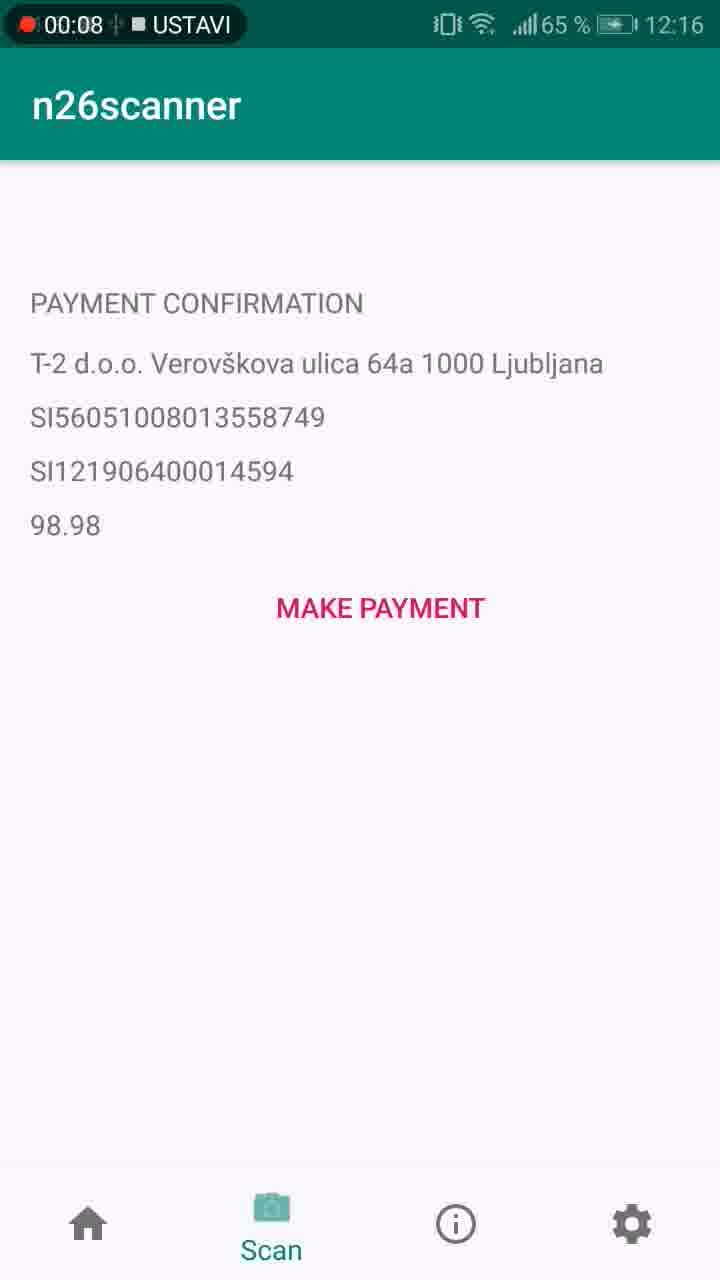 00:08 USTAVI 65 % 12:16
n26scanner
PAYMENT CONFIRMATION
T-2 d.o.o. Verovškova ulica 64a 1000 Ljubljana
SI56051008013558749
SI121906400014594
98.98
MAKE PAYMENT
Scan